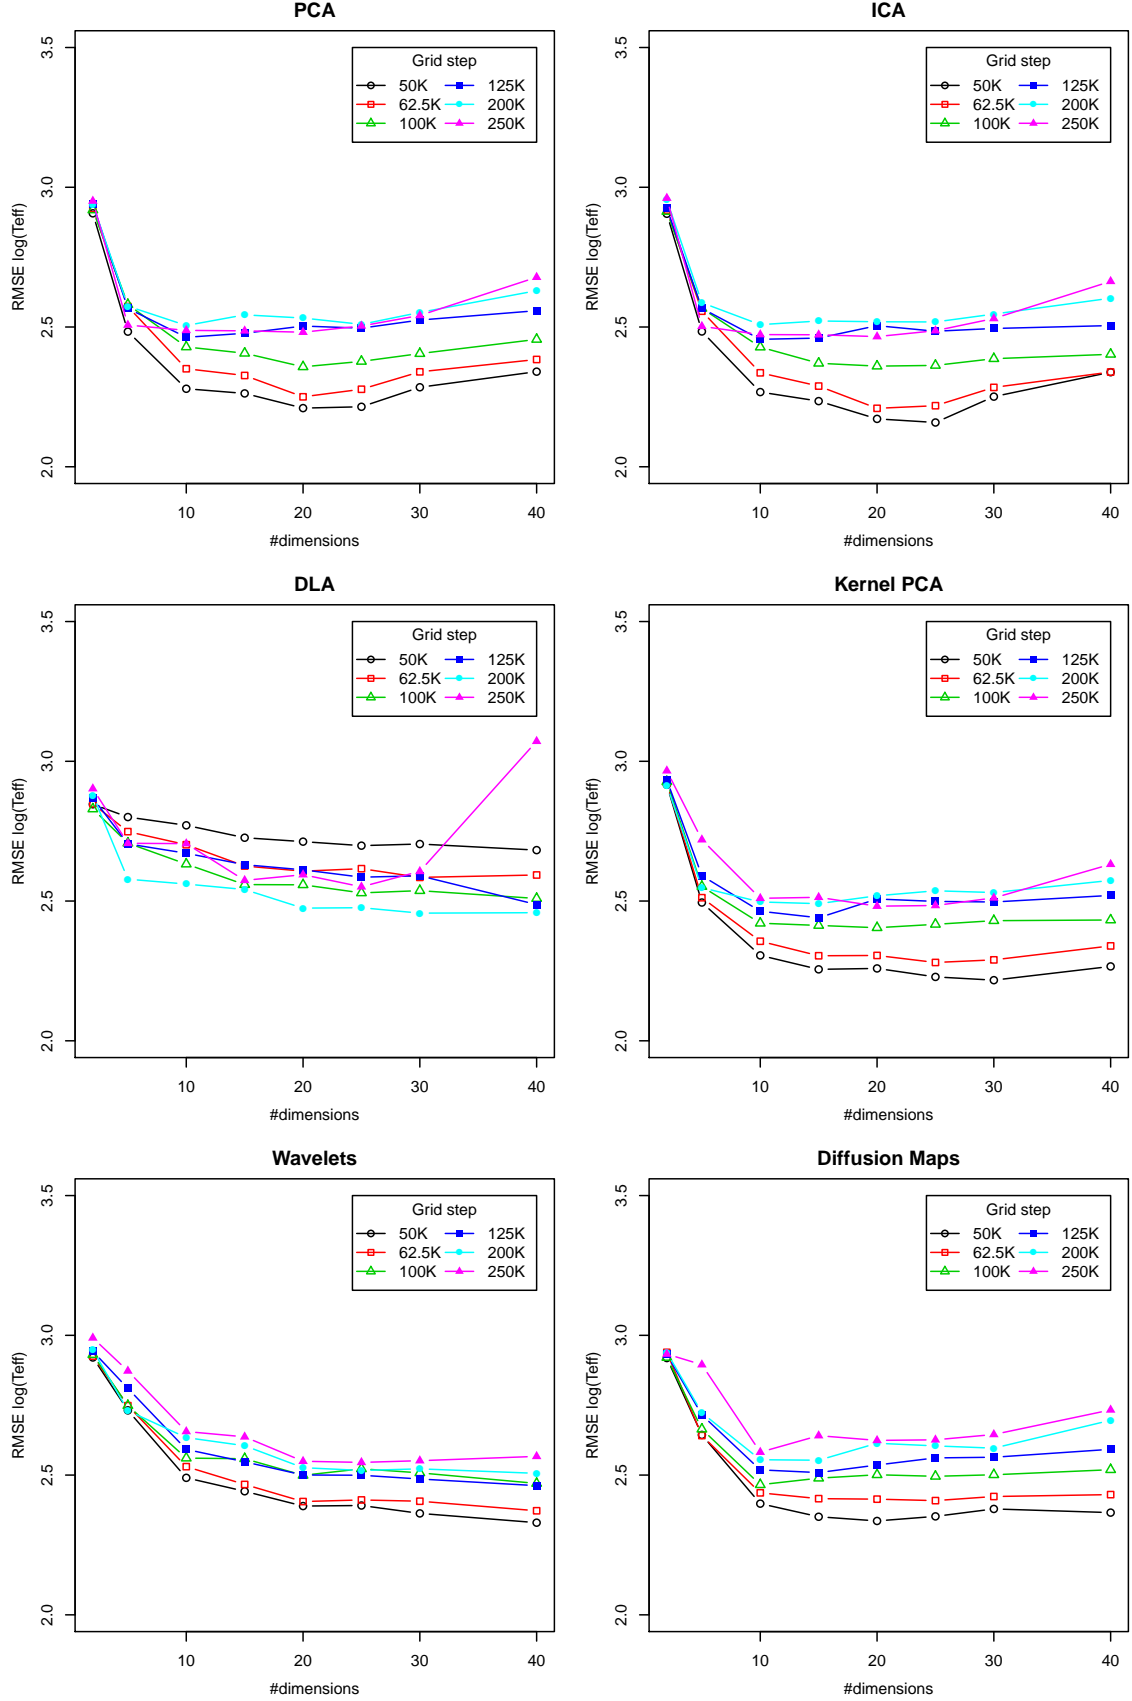 PCA
3.5
3.0
2.5
2.0
RMSE log(Teff)
Grid step
50K 125K
62.5K 200K
100K 250K
10 20 30 40
#dimensions
ICA
3.5
3.0
2.5
2.0
RMSE log(Teff)
Grid step
50K 125K
62.5K 200K
100K 250K
10 20 30 40
#dimensions
DLA
3.5
3.0
2.5
2.0
RMSE log(Teff)
Grid step
50K 125K
62.5K 200K
100K 250K
10 20 30 40
#dimensions
Kernel PCA
3.5
3.0
2.5
2.0
RMSE log(Teff)
Grid step
50K 125K
62.5K 200K
100K 250K
10 20 30 40
#dimensions
Wavelets
3.5
3.0
2.5
2.0
RMSE log(Teff)
Grid step
50K 125K
62.5K 200K
100K 250K
10 20 30 40
#dimensions
Diffusion Maps
3.5
3.0
2.5
2.0
RMSE log(Teff)
Grid step
50K 125K
62.5K 200K
100K 250K
10 20 30 40
#dimensions